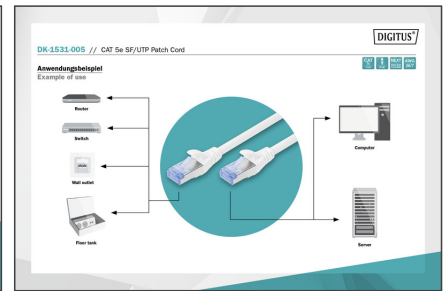 DIGITUS®
DK-1531-005 // CAT 5e SF/UTP Patch Cord
Anwendungsbeispiel
Example of use
CAT
Router
Switch
Wall outlet
Floor tank
Computer
Server